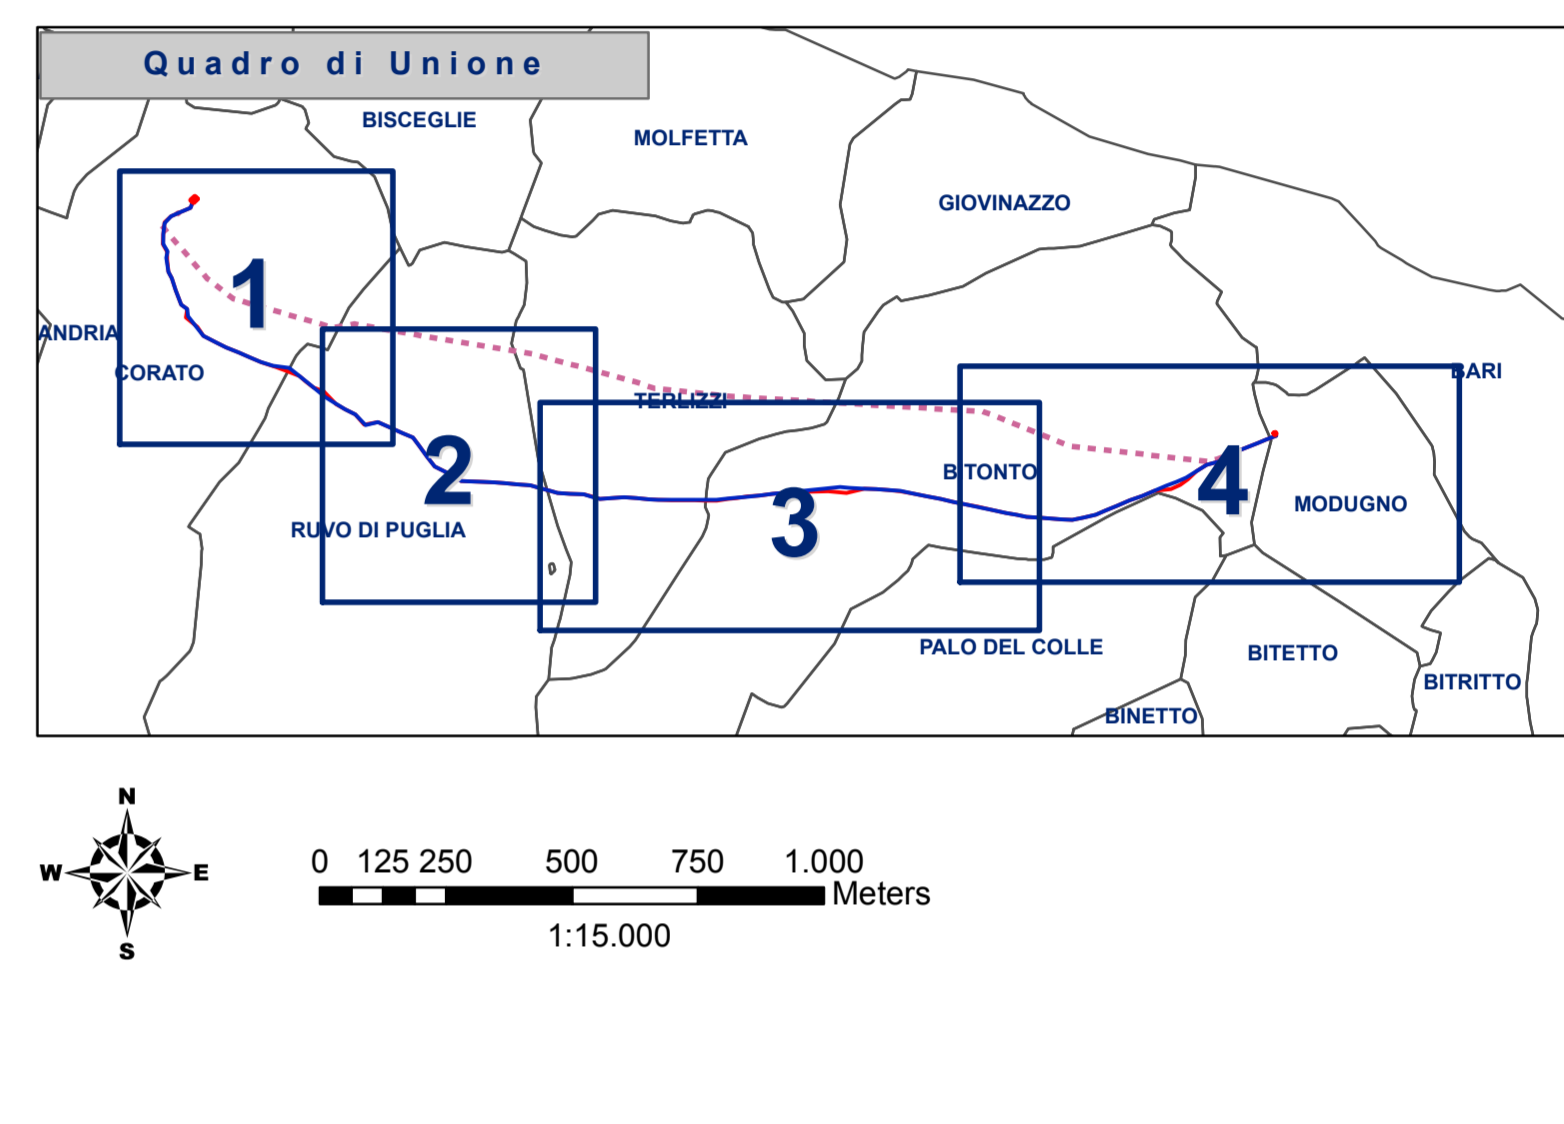 Quadro di Unione
BISCEGLIE
MOLFETTA
GIOVINAZZO
1
ANDRIA
CORATO
BARI
TERLIZZI
2
BITONTO
4
MODUGNO
3
RUVO DI PUGLIA
PALO DEL COLLE
BITETTO
BITRITTO
BINETTO
N
W E
S
0 125 250 500 750 1.000
Meters
1:15.000